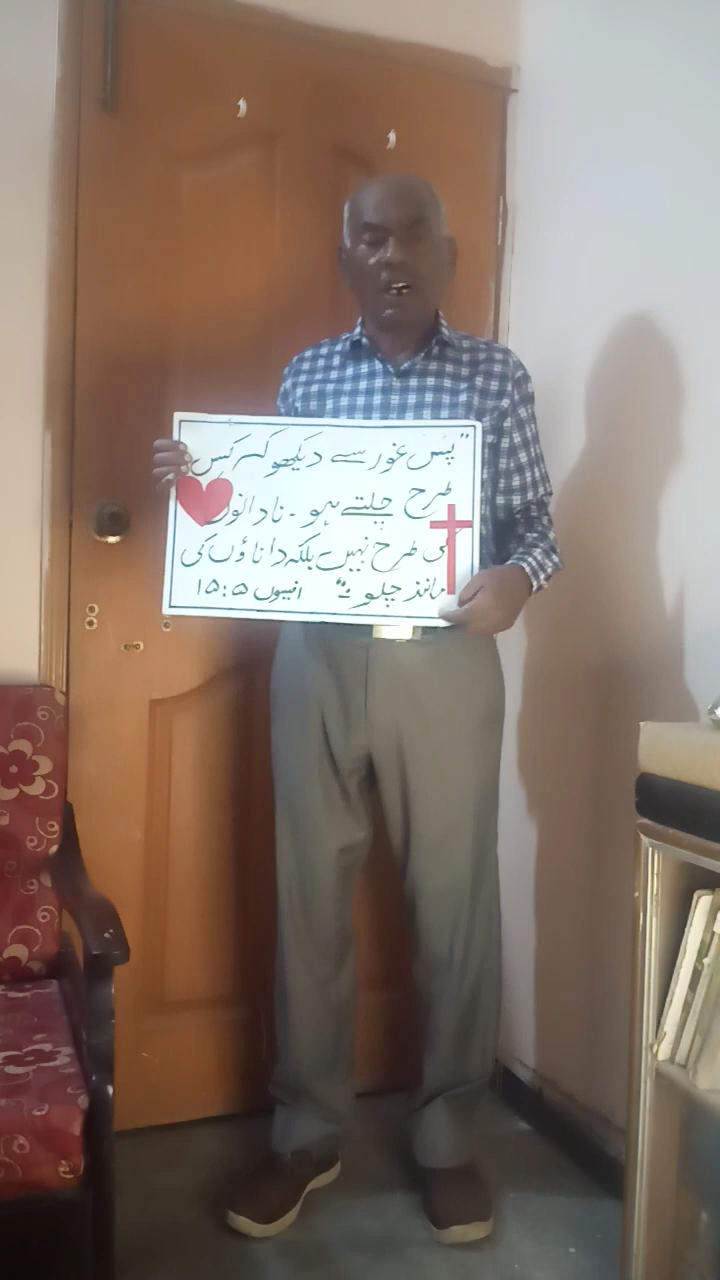 "پس غور سے دیکھو کہ کس
طرح چلتے ہو۔ نادانوں
کی طرح نہیں بلکہ داناؤں کی
مانند چلو۔" افسیوں ۱۵:۵